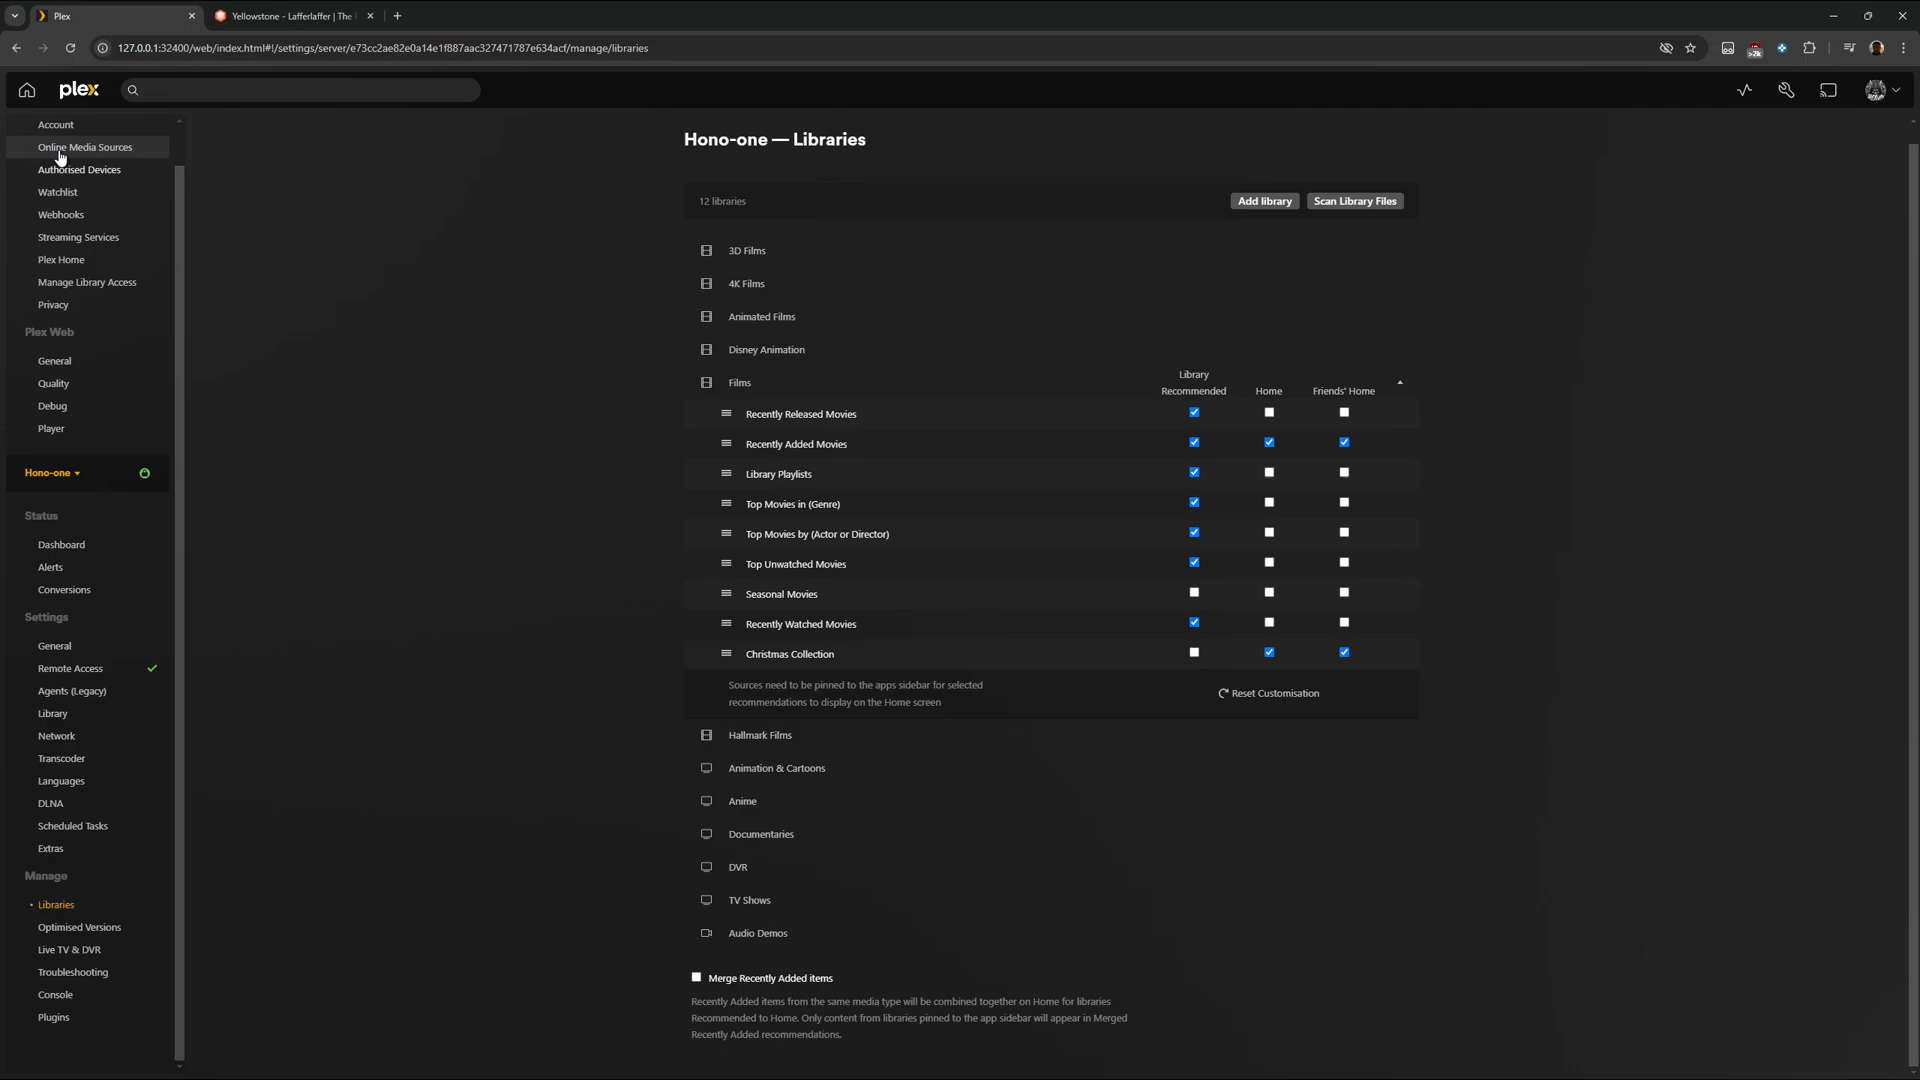 Plex
Yellowstone - Lafferlaffer | The
127.0.0.1:32400/web/index.html#!/settings/server/e73cc2ae82e0a14e1f887aac327471787e634acf/manage/libraries
>2k
plex
Account
Online Media Sources
Authorised Devices
Watchlist
Webhooks
Streaming Services
Plex Home
Manage Library Access
Privacy
Plex Web
General
Quality
Debug
Player
Hono-one
Status
Dashboard
Alerts
Conversions
Settings
General
Remote Access
Agents (Legacy)
Library
Network
Transcoder
Languages
DLNA
Scheduled Tasks
Extras
Manage
Libraries
Optimised Versions
Live TV & DVR
Troubleshooting
Console
Plugins
Hono-one — Libraries
12 libraries
Add library
Scan Library Files
3D Films
4K Films
Animated Films
Disney Animation
Films
Library
Recommended
Home
Friends' Home
Recently Released Movies
Recently Added Movies
Library Playlists
Top Movies in (Genre)
Top Movies by (Actor or Director)
Top Unwatched Movies
Seasonal Movies
Recently Watched Movies
Christmas Collection
Sources need to be pinned to the apps sidebar for selected
recommendations to display on the Home screen
Reset Customisation
Hallmark Films
Animation & Cartoons
Anime
Documentaries
DVR
TV Shows
Audio Demos
Merge Recently Added items
Recently Added items from the same media type will be combined together on Home for libraries
Recommended to Home. Only content from libraries pinned to the app sidebar will appear in Merged
Recently Added recommendations.